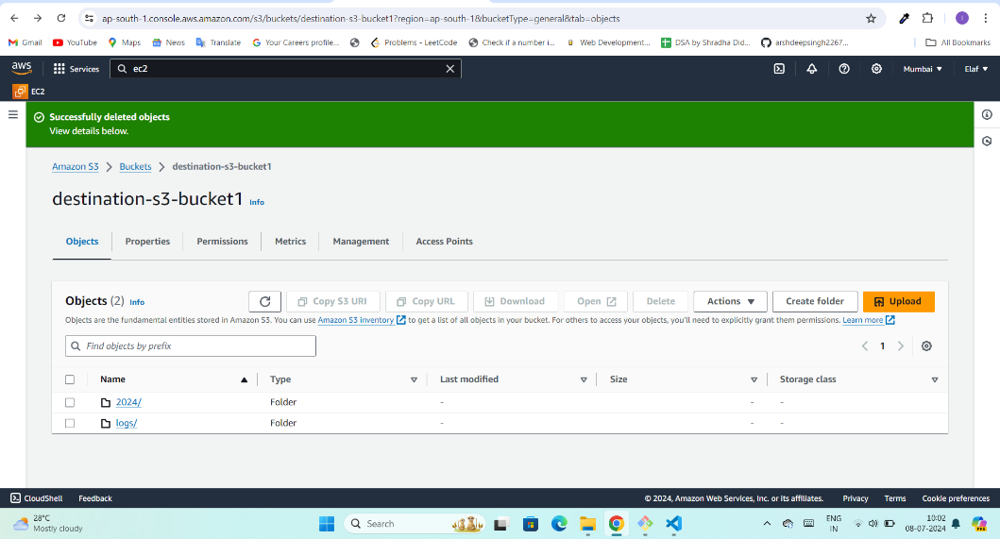 ap-south-1.console.aws.amazon.com/s3/buckets/destination-s3-bucket1?region=ap-south-1&bucketType=general&tab=objects
Gmail YouTube Maps News Translate Your Careers profile... Problems - LeetCode Check if a number i... Web Development... DSA by Shradha Did... arshdeepsingh2267... All Bookmarks
aws Services ec2 Mumbai ▼ Elaf ▼
EC2
Successfully deleted objects
View details below.
Amazon S3 > Buckets > destination-s3-bucket1
destination-s3-bucket1 Info
Objects Properties Permissions Metrics Management Access Points
Objects (2) Info Copy S3 URI Copy URL Download Open Delete Actions ▼ Create folder Upload
Objects are the fundamental entities stored in Amazon S3. You can use Amazon S3 inventory to get a list of all objects in your bucket. For others to access your objects, you'll need to explicitly grant them permissions. Learn more
Find objects by prefix < 1 >
Name Type Last modified Size Storage class
2024/ Folder - - -
logs/ Folder - - -
CloudShell Feedback © 2024, Amazon Web Services, Inc. or its affiliates. Privacy Terms Cookie preferences
28°C
Mostly cloudy
Search
ENG
IN
10:02
08-07-2024